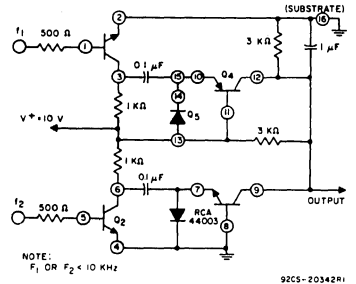 (SUBSTRATE)
2
16
f1
500 Ω
1
3 KΩ
1 μF
3
0.1 μF
15
10
Q4
12
14
1 KΩ
Q5
11
V+=10 V
13
3 KΩ
1 KΩ
6
0.1 μF
7
9
OUTPUT
f2
500 Ω
5
Q2
RCA
44003
8
4
NOTE:
F1 OR F2 < 10 KHz
92CS-20342R1